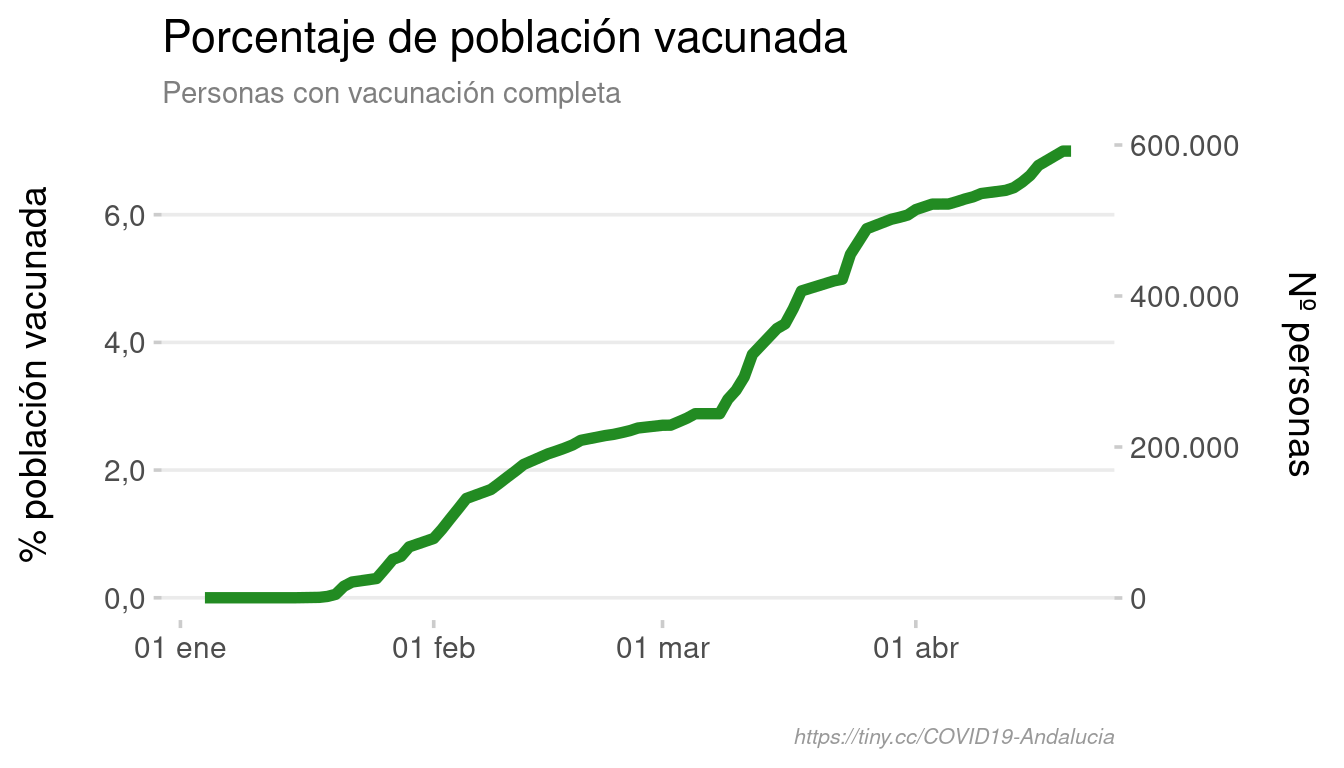 Porcentaje de población vacunada
Personas con vacunación completa
% población vacunada
6,0
4,0
2,0
0,0
600.000
400.000
200.000
0
Nº personas
01 ene
01 feb
01 mar
01 abr
https://tiny.cc/COVID19-Andalucia